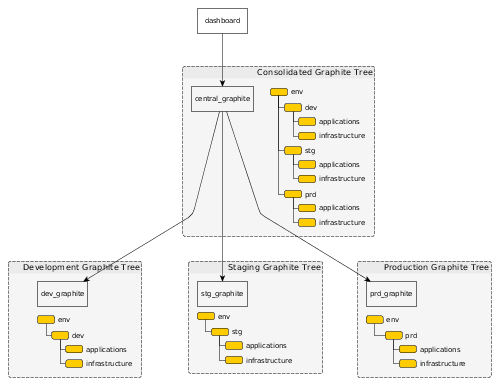 dashboard
Consolidated Graphite Tree
central_graphite
env
dev
applications
infrastructure
stg
applications
infrastructure
prd
applications
infrastructure
Development Graphite Tree
dev_graphite
env
dev
applications
infrastructure
Staging Graphite Tree
stg_graphite
env
stg
applications
infrastructure
Production Graphite Tree
prd_graphite
env
prd
applications
infrastructure